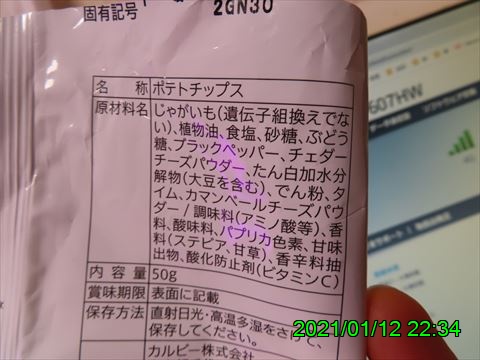 固有記号
2GN30
名 称 ポテトチップス
原材料名 じゃがいも(遺伝子組換えでな
い)、植物油、食塩、砂糖、ぶどう
糖、ブラックペッパー、チェダー
チーズパウダー、たん白加水分
解物(大豆を含む)、でん粉、タ
イム、カマンベールチーズパウ
ダー/調味料(アミノ酸等)、香
料、酸味料、パプリカ色素、甘味
料(ステビア、甘草)、香辛料抽
出物、酸化防止剤(ビタミンC)
内 容 量 50g
賞味期限 表面に記載
保存方法 直射日光・高温多湿をさけて、
保存してください。
カルビー株式会社
607HW
2021/01/12 22:34